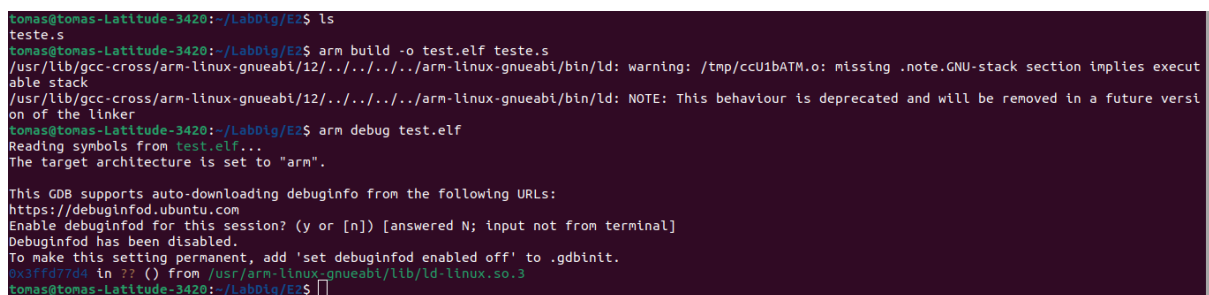 tomas@tomas-Latitude-3420:~/LabDig/E2$ ls
teste.s
tomas@tomas-Latitude-3420:~/LabDig/E2$ arm build -o test.elf teste.s
/usr/lib/gcc-cross/arm-linux-gnueabi/12/../../../../arm-linux-gnueabi/bin/ld: warning: /tmp/ccU1bATM.o: missing .note.GNU-stack section implies execut
able stack
/usr/lib/gcc-cross/arm-linux-gnueabi/12/../../../../arm-linux-gnueabi/bin/ld: NOTE: This behaviour is deprecated and will be removed in a future versi
on of the linker
tomas@tomas-Latitude-3420:~/LabDig/E2$ arm debug test.elf
Reading symbols from test.elf...
The target architecture is set to "arm".
This GDB supports auto-downloading debuginfo from the following URLs:
https://debuginfod.ubuntu.com
Enable debuginfod for this session? (y or [n]) [answered N; input not from terminal]
Debuginfod has been disabled.
To make this setting permanent, add 'set debuginfod enabled off' to .gdbinit.
0x3ffd77d4 in ?? () from /usr/arm-linux-gnueabi/lib/ld-linux.so.3
tomas@tomas-Latitude-3420:~/LabDig/E2$